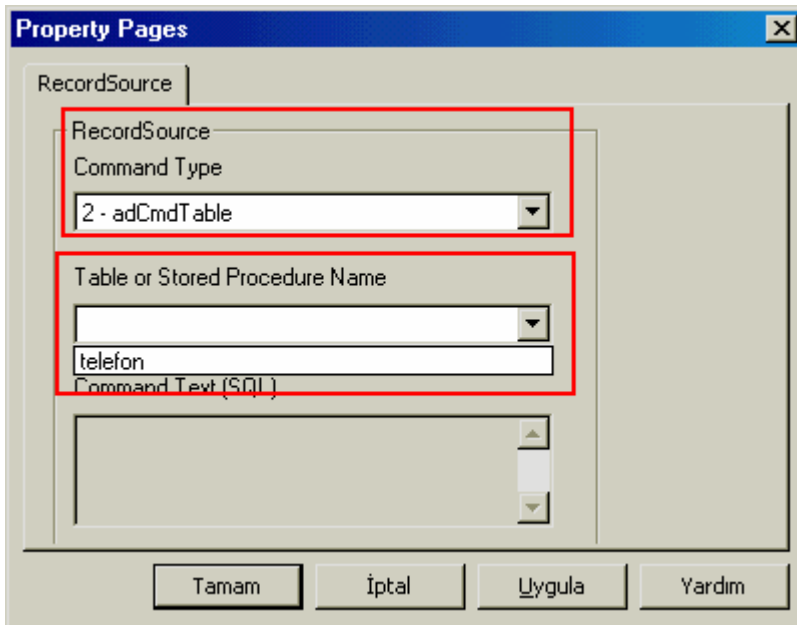 Property Pages
RecordSource
RecordSource
Command Type
2 - adCmdTable
Table or Stored Procedure Name
telefon
Command Text (SQL)
Tamam İptal Uygula Yardım